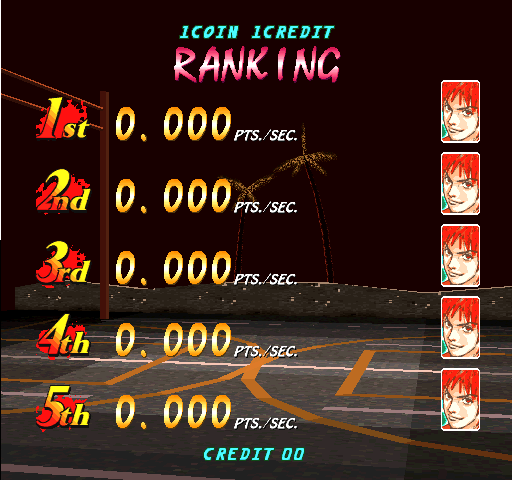 1COIN 1CREDIT
RANKING
1st 0.000 PTS./SEC.
2nd 0.000 PTS./SEC.
3rd 0.000 PTS./SEC.
4th 0.000 PTS./SEC.
5th 0.000 PTS./SEC.
CREDIT 00